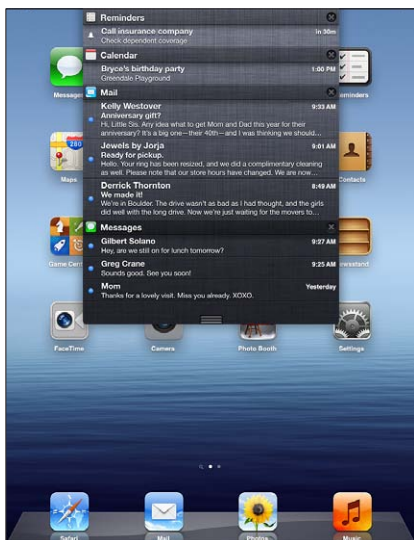 Reminders
Call insurance company in 30m
Check dependent coverage
Calendar
Bryce's birthday party 1:00 PM
Greendale Playground
Mail
Kelly Westover 9:33 AM
Anniversary gift?
Hi, Little Sis. Any idea what to get Mom and Dad this year for their
anniversary? It's a big one—their 40th—and I was thinking we should...
Jewels by Jorja 9:01 AM
Ready for pickup.
Hello. Your ring has been resized, and we did a complimentary cleaning
as well. Please note that our store hours have changed. We are now...
Derrick Thornton 8:49 AM
We made it!
We're in Boulder. The drive wasn't as bad as I had thought, and the girls
did well with the long drive. Now we're just waiting for the movers to...
Messages
Gilbert Solano 9:27 AM
Hey, are we still on for lunch tomorrow?
Greg Crane 9:25 AM
Sounds good. See you soon!
Mom Yesterday
Thanks for a lovely visit. Miss you already. XOXO.
Messages
Maps 280
Contacts
FaceTime Camera Photo Booth Settings
Safari Mail Photos Music